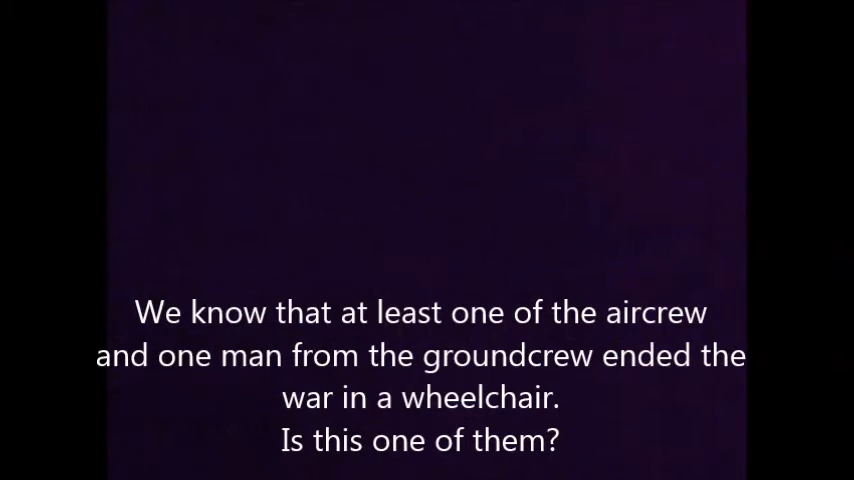 We know that at least one of the aircrew
and one man from the groundcrew ended the
war in a wheelchair.
Is this one of them?